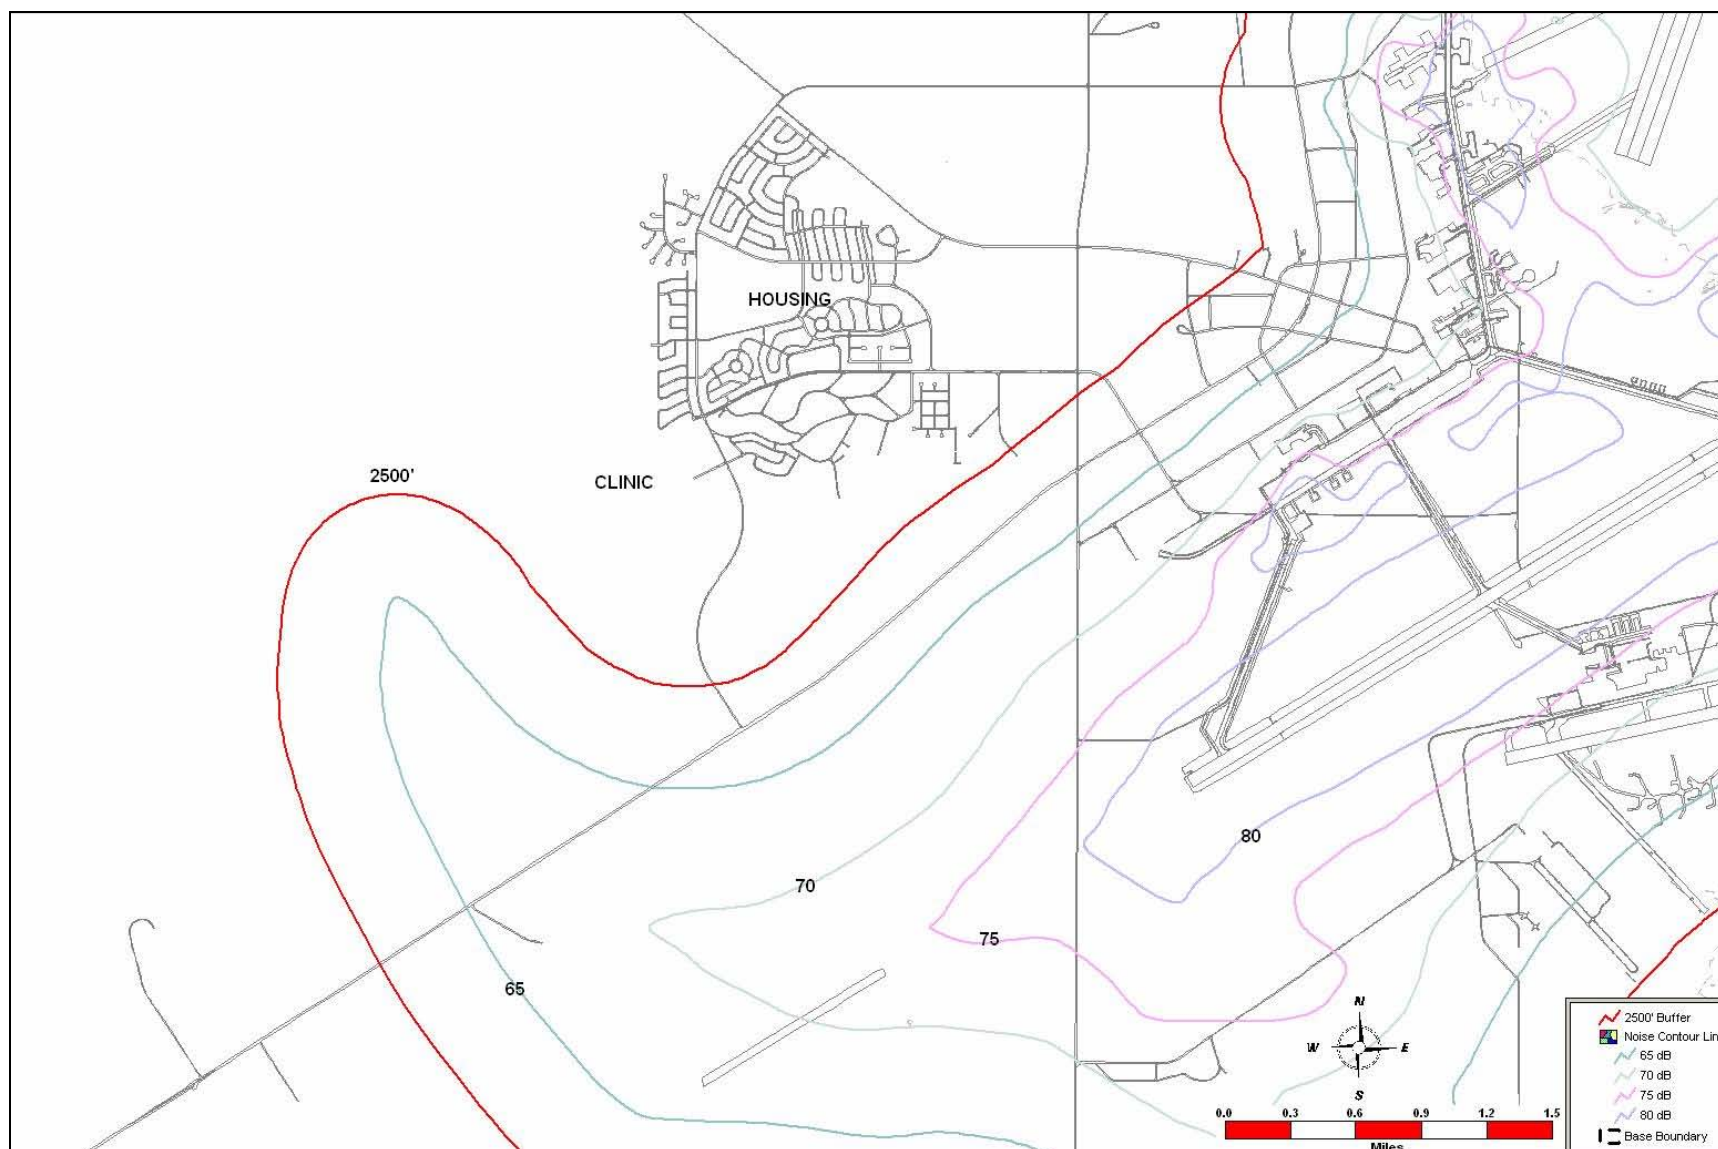 HOUSING
2500'
CLINIC
80
70
75
65
N
W E
S
0.0 0.3 0.6 0.9 1.2 1.5
Miles
2500' Buffer
Noise Contour Lin
65 dB
70 dB
75 dB
80 dB
Base Boundary